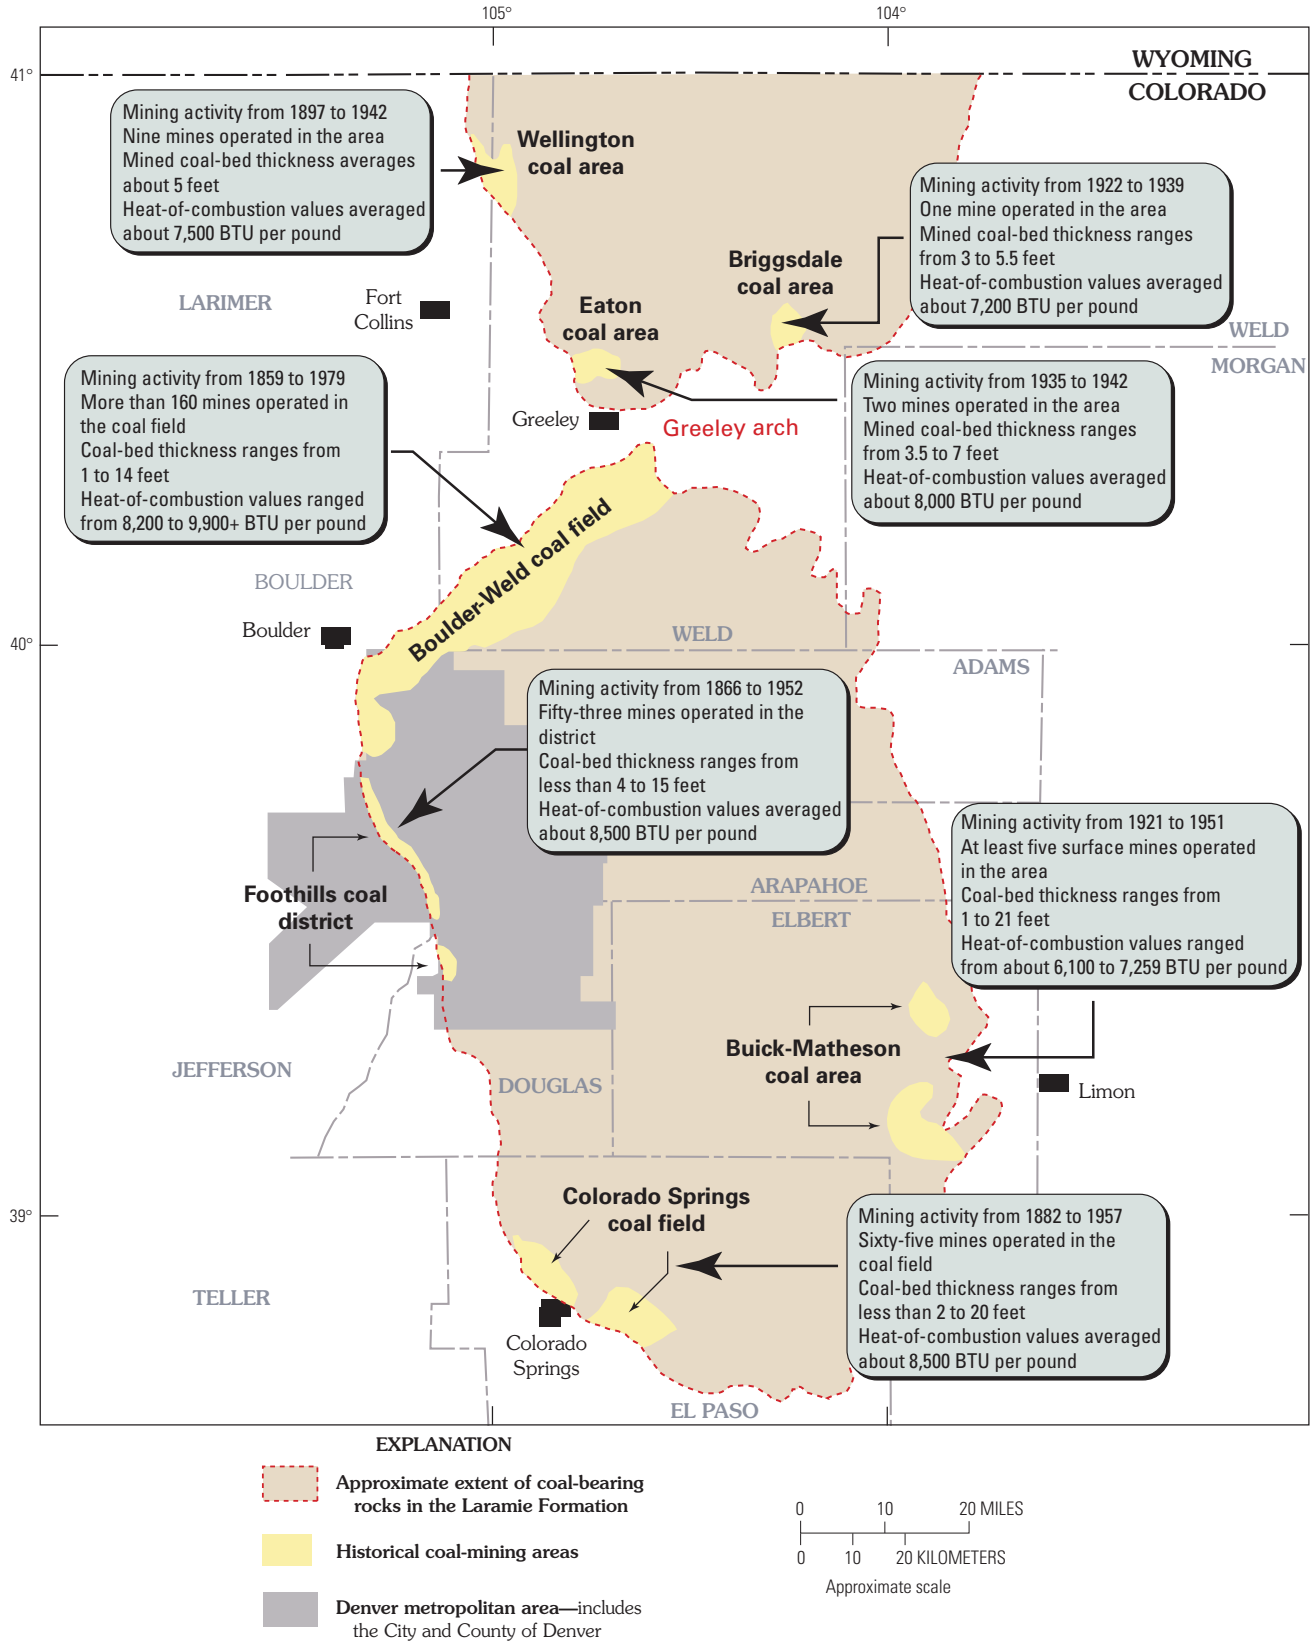 105°
104°
41°
WYOMING
COLORADO
Mining activity from 1897 to 1942
Nine mines operated in the area
Mined coal-bed thickness averages
about 5 feet
Heat-of-combustion values averaged
about 7,500 BTU per pound
Wellington
coal area
Mining activity from 1922 to 1939
One mine operated in the area
Mined coal-bed thickness ranges
from 3 to 5.5 feet
Heat-of-combustion values averaged
about 7,200 BTU per pound
Briggsdale
coal area
LARIMER
Fort
Collins
Eaton
coal area
WELD
MORGAN
Mining activity from 1859 to 1979
More than 160 mines operated in
the coal field
Coal-bed thickness ranges from
1 to 14 feet
Heat-of-combustion values ranged
from 8,200 to 9,900+ BTU per pound
Mining activity from 1935 to 1942
Two mines operated in the area
Mined coal-bed thickness ranges
from 3.5 to 7 feet
Heat-of-combustion values averaged
about 8,000 BTU per pound
Greeley
Greeley arch
Boulder-Weld coal field
BOULDER
Boulder
40°
WELD
ADAMS
Mining activity from 1866 to 1952
Fifty-three mines operated in the
district
Coal-bed thickness ranges from
less than 4 to 15 feet
Heat-of-combustion values averaged
about 8,500 BTU per pound
Mining activity from 1921 to 1951
At least five surface mines operated
in the area
Coal-bed thickness ranges from
1 to 21 feet
Heat-of-combustion values ranged
from about 6,100 to 7,259 BTU per pound
Foothills coal
district
ARAPAHOE
ELBERT
Buick-Matheson
coal area
JEFFERSON
DOUGLAS
Limon
39°
Colorado Springs
coal field
Mining activity from 1882 to 1957
Sixty-five mines operated in the
coal field
Coal-bed thickness ranges from
less than 2 to 20 feet
Heat-of-combustion values averaged
about 8,500 BTU per pound
TELLER
Colorado
Springs
EL PASO
EXPLANATION
Approximate extent of coal-bearing
rocks in the Laramie Formation
Historical coal-mining areas
Denver metropolitan area—includes
the City and County of Denver
0 10 20 MILES
0 10 20 KILOMETERS
Approximate scale